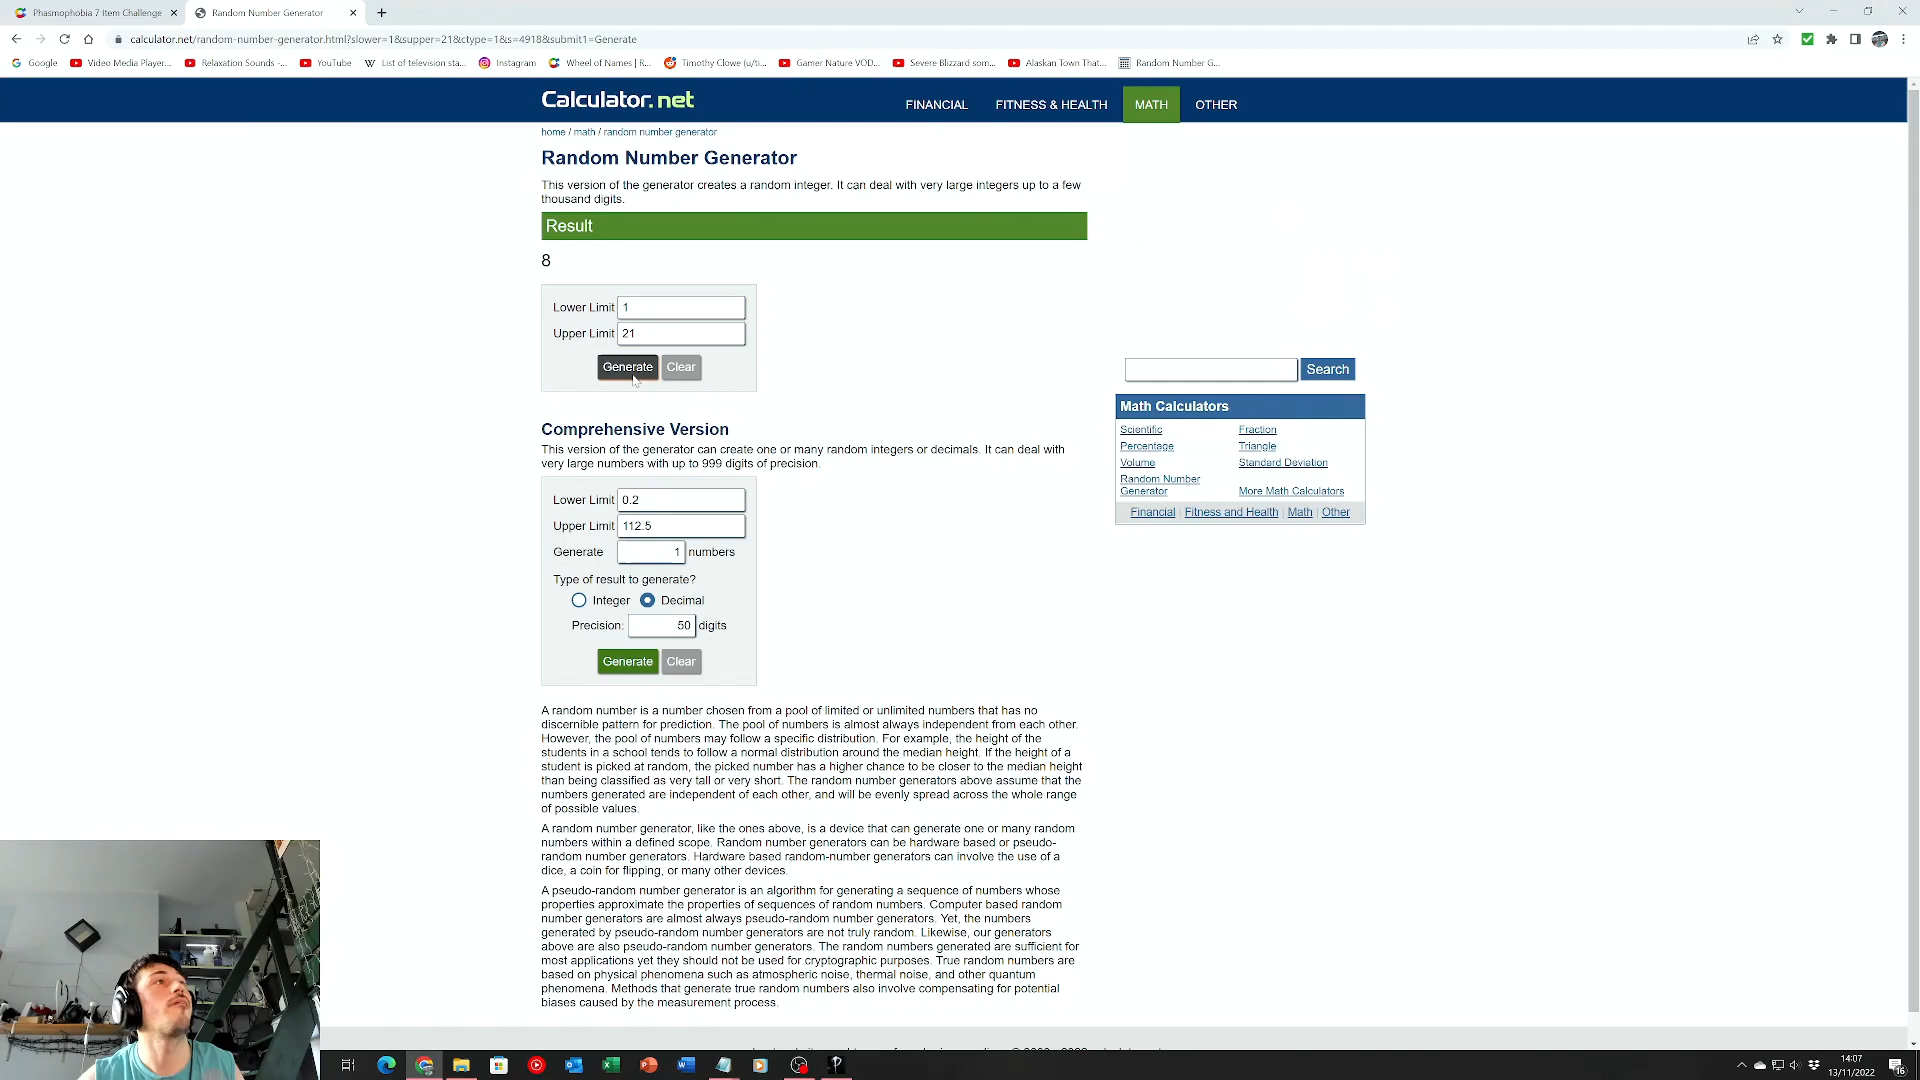 Phasmophobia 7 Item Challenge
Random Number Generator
calculator.net/random-number-generator.html?slower=1&supper=21&ctype=1&s=4918&submit1=Generate
Google
Video Media Player...
Relaxation Sounds -...
YouTube
List of television sta...
Instagram
Wheel of Names | R...
Timothy Clowe (u/ti...
Gamer Nature VOD...
Severe Blizzard som...
Alaskan Town That...
Random Number G...
Calculator.net
FINANCIAL
FITNESS & HEALTH
MATH
OTHER
home / math / random number generator
Random Number Generator
This version of the generator creates a random integer. It can deal with very large integers up to a few
thousand digits.
Result
8
Lower Limit 1
Upper Limit 21
Generate Clear
Search
Math Calculators
Scientific Fraction
Percentage Triangle
Volume Standard Deviation
Random Number
Generator More Math Calculators
Financial | Fitness and Health | Math | Other
Comprehensive Version
This version of the generator can create one or many random integers or decimals. It can deal with
very large numbers with up to 999 digits of precision.
Lower Limit 0.2
Upper Limit 112.5
Generate 1 numbers
Type of result to generate?
Integer Decimal
Precision: 50 digits
Generate Clear
A random number is a number chosen from a pool of limited or unlimited numbers that has no
discernible pattern for prediction. The pool of numbers is almost always independent from each other.
However, the pool of numbers may follow a specific distribution. For example, the height of the
students in a school tends to follow a normal distribution around the median height. If the height of a
student is picked at random, the picked number has a higher chance to be closer to the median height
than being classified as very tall or very short. The random number generators above assume that the
numbers generated are independent of each other, and will be evenly spread across the whole range
of possible values.
A random number generator, like the ones above, is a device that can generate one or many random
numbers within a defined scope. Random number generators can be hardware based or pseudo-
random number generators. Hardware based random-number generators can involve the use of a
dice, a coin for flipping, or many other devices.
A pseudo-random number generator is an algorithm for generating a sequence of numbers whose
properties approximate the properties of sequences of random numbers. Computer based random
number generators are almost always pseudo-random number generators. Yet, the numbers
generated by pseudo-random number generators are not truly random. Likewise, our generators
above are also pseudo-random number generators. The random numbers generated are sufficient for
most applications yet they should not be used for cryptographic purposes. True random numbers are
based on physical phenomena such as atmospheric noise, thermal noise, and other quantum
phenomena. Methods that generate true random numbers also involve compensating for potential
biases caused by the measurement process.
14:07
13/11/2022
16